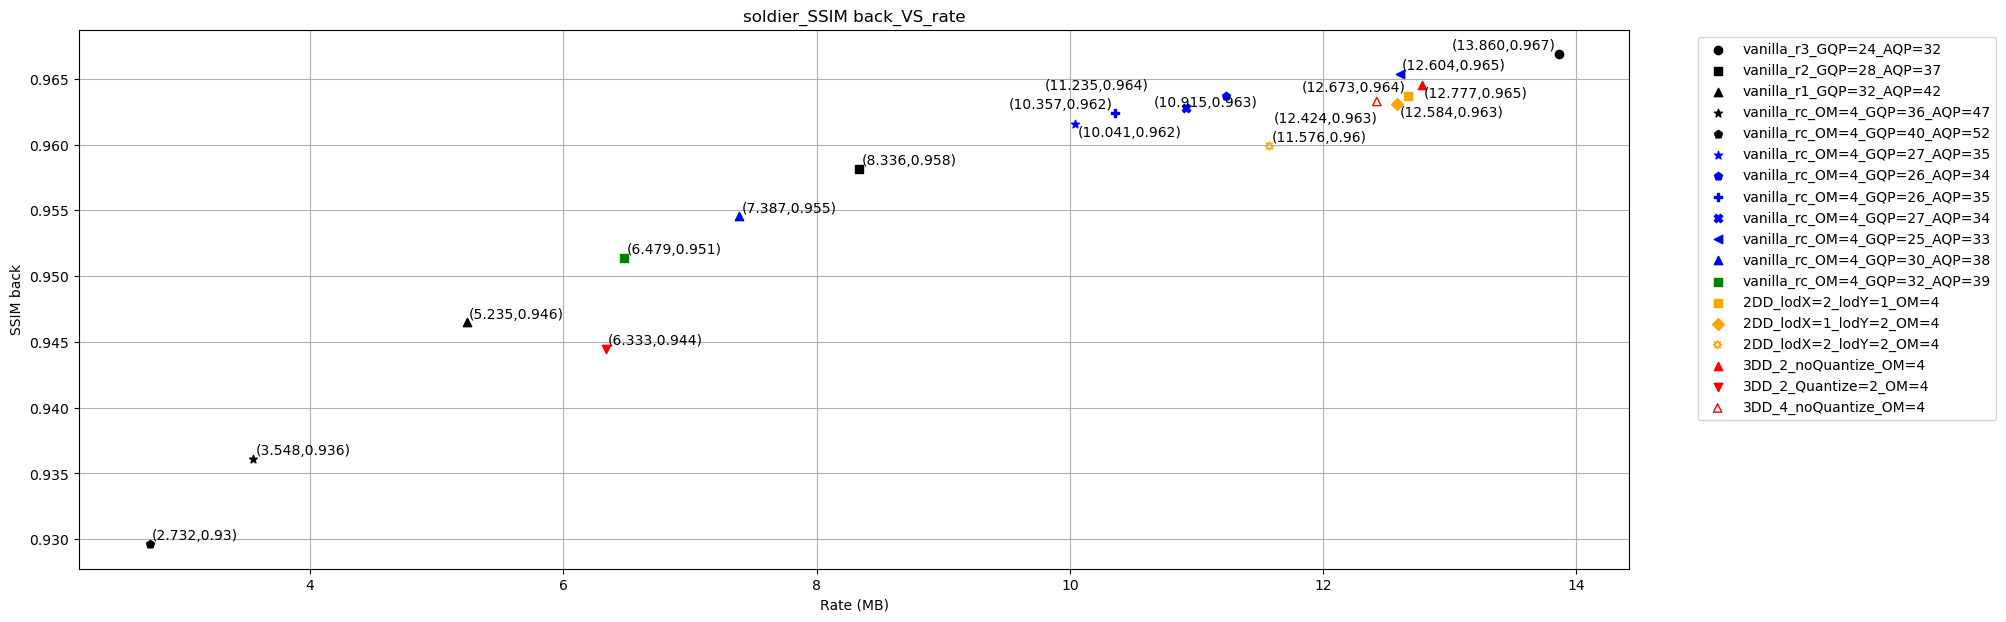 soldier_SSIM back_VS_rate
SSIM back
0.965
0.960
0.955
0.950
0.945
0.940
0.935
0.930
(13.860,0.967)
(12.604,0.965)
(11.235,0.964)
(12.673,0.964)
(12.777,0.965)
(10.357,0.962)
(10.915,0.963)
(12.584,0.963)
(12.424,0.963)
(10.041,0.962)
(11.576,0.96)
(8.336,0.958)
(7.387,0.955)
(6.479,0.951)
(5.235,0.946)
(6.333,0.944)
(3.548,0.936)
(2.732,0.93)
4
6
8
10
12
14
Rate (MB)
vanilla_r3_GQP=24_AQP=32
vanilla_r2_GQP=28_AQP=37
vanilla_r1_GQP=32_AQP=42
vanilla_rc_OM=4_GQP=36_AQP=47
vanilla_rc_OM=4_GQP=40_AQP=52
vanilla_rc_OM=4_GQP=27_AQP=35
vanilla_rc_OM=4_GQP=26_AQP=34
vanilla_rc_OM=4_GQP=26_AQP=35
vanilla_rc_OM=4_GQP=27_AQP=34
vanilla_rc_OM=4_GQP=25_AQP=33
vanilla_rc_OM=4_GQP=30_AQP=38
vanilla_rc_OM=4_GQP=32_AQP=39
2DD_lodX=2_lodY=1_OM=4
2DD_lodX=1_lodY=2_OM=4
2DD_lodX=2_lodY=2_OM=4
3DD_2_noQuantize_OM=4
3DD_2_Quantize=2_OM=4
3DD_4_noQuantize_OM=4